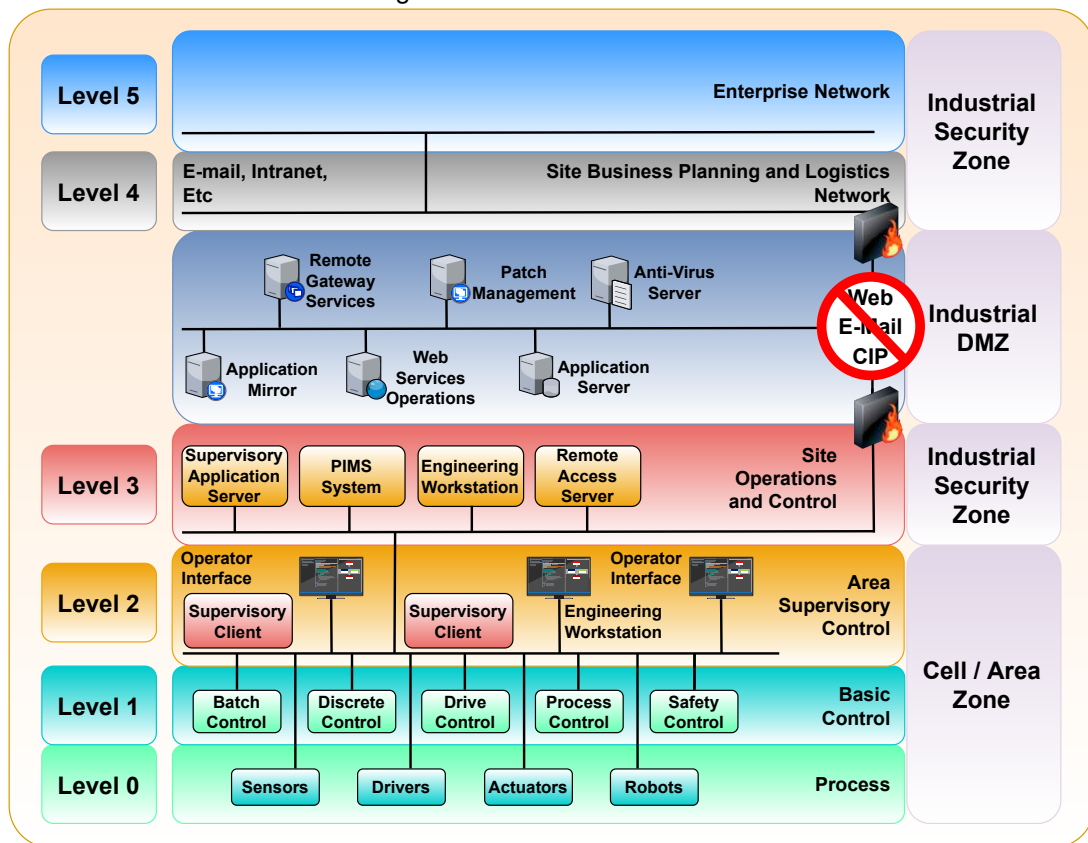 Level 5
Enterprise Network
Industrial
Security
Zone
Level 4
E-mail, Intranet,
Etc
Site Business Planning and Logistics
Network
Remote
Gateway
Services
Patch
Management
Anti-Virus
Server
Web
E-Mail
CIP
Industrial
DMZ
Application
Mirror
Web
Services
Operations
Application
Server
Level 3
Supervisory
Application
Server
PIMS
System
Engineering
Workstation
Remote
Access
Server
Site
Operations
and Control
Industrial
Security
Zone
Level 2
Operator
Interface
Supervisory
Client
Supervisory
Client
Engineering
Workstation
Operator
Interface
Area
Supervisory
Control
Cell / Area
Zone
Level 1
Batch
Control
Discrete
Control
Drive
Control
Process
Control
Safety
Control
Basic
Control
Level 0
Sensors
Drivers
Actuators
Robots
Process